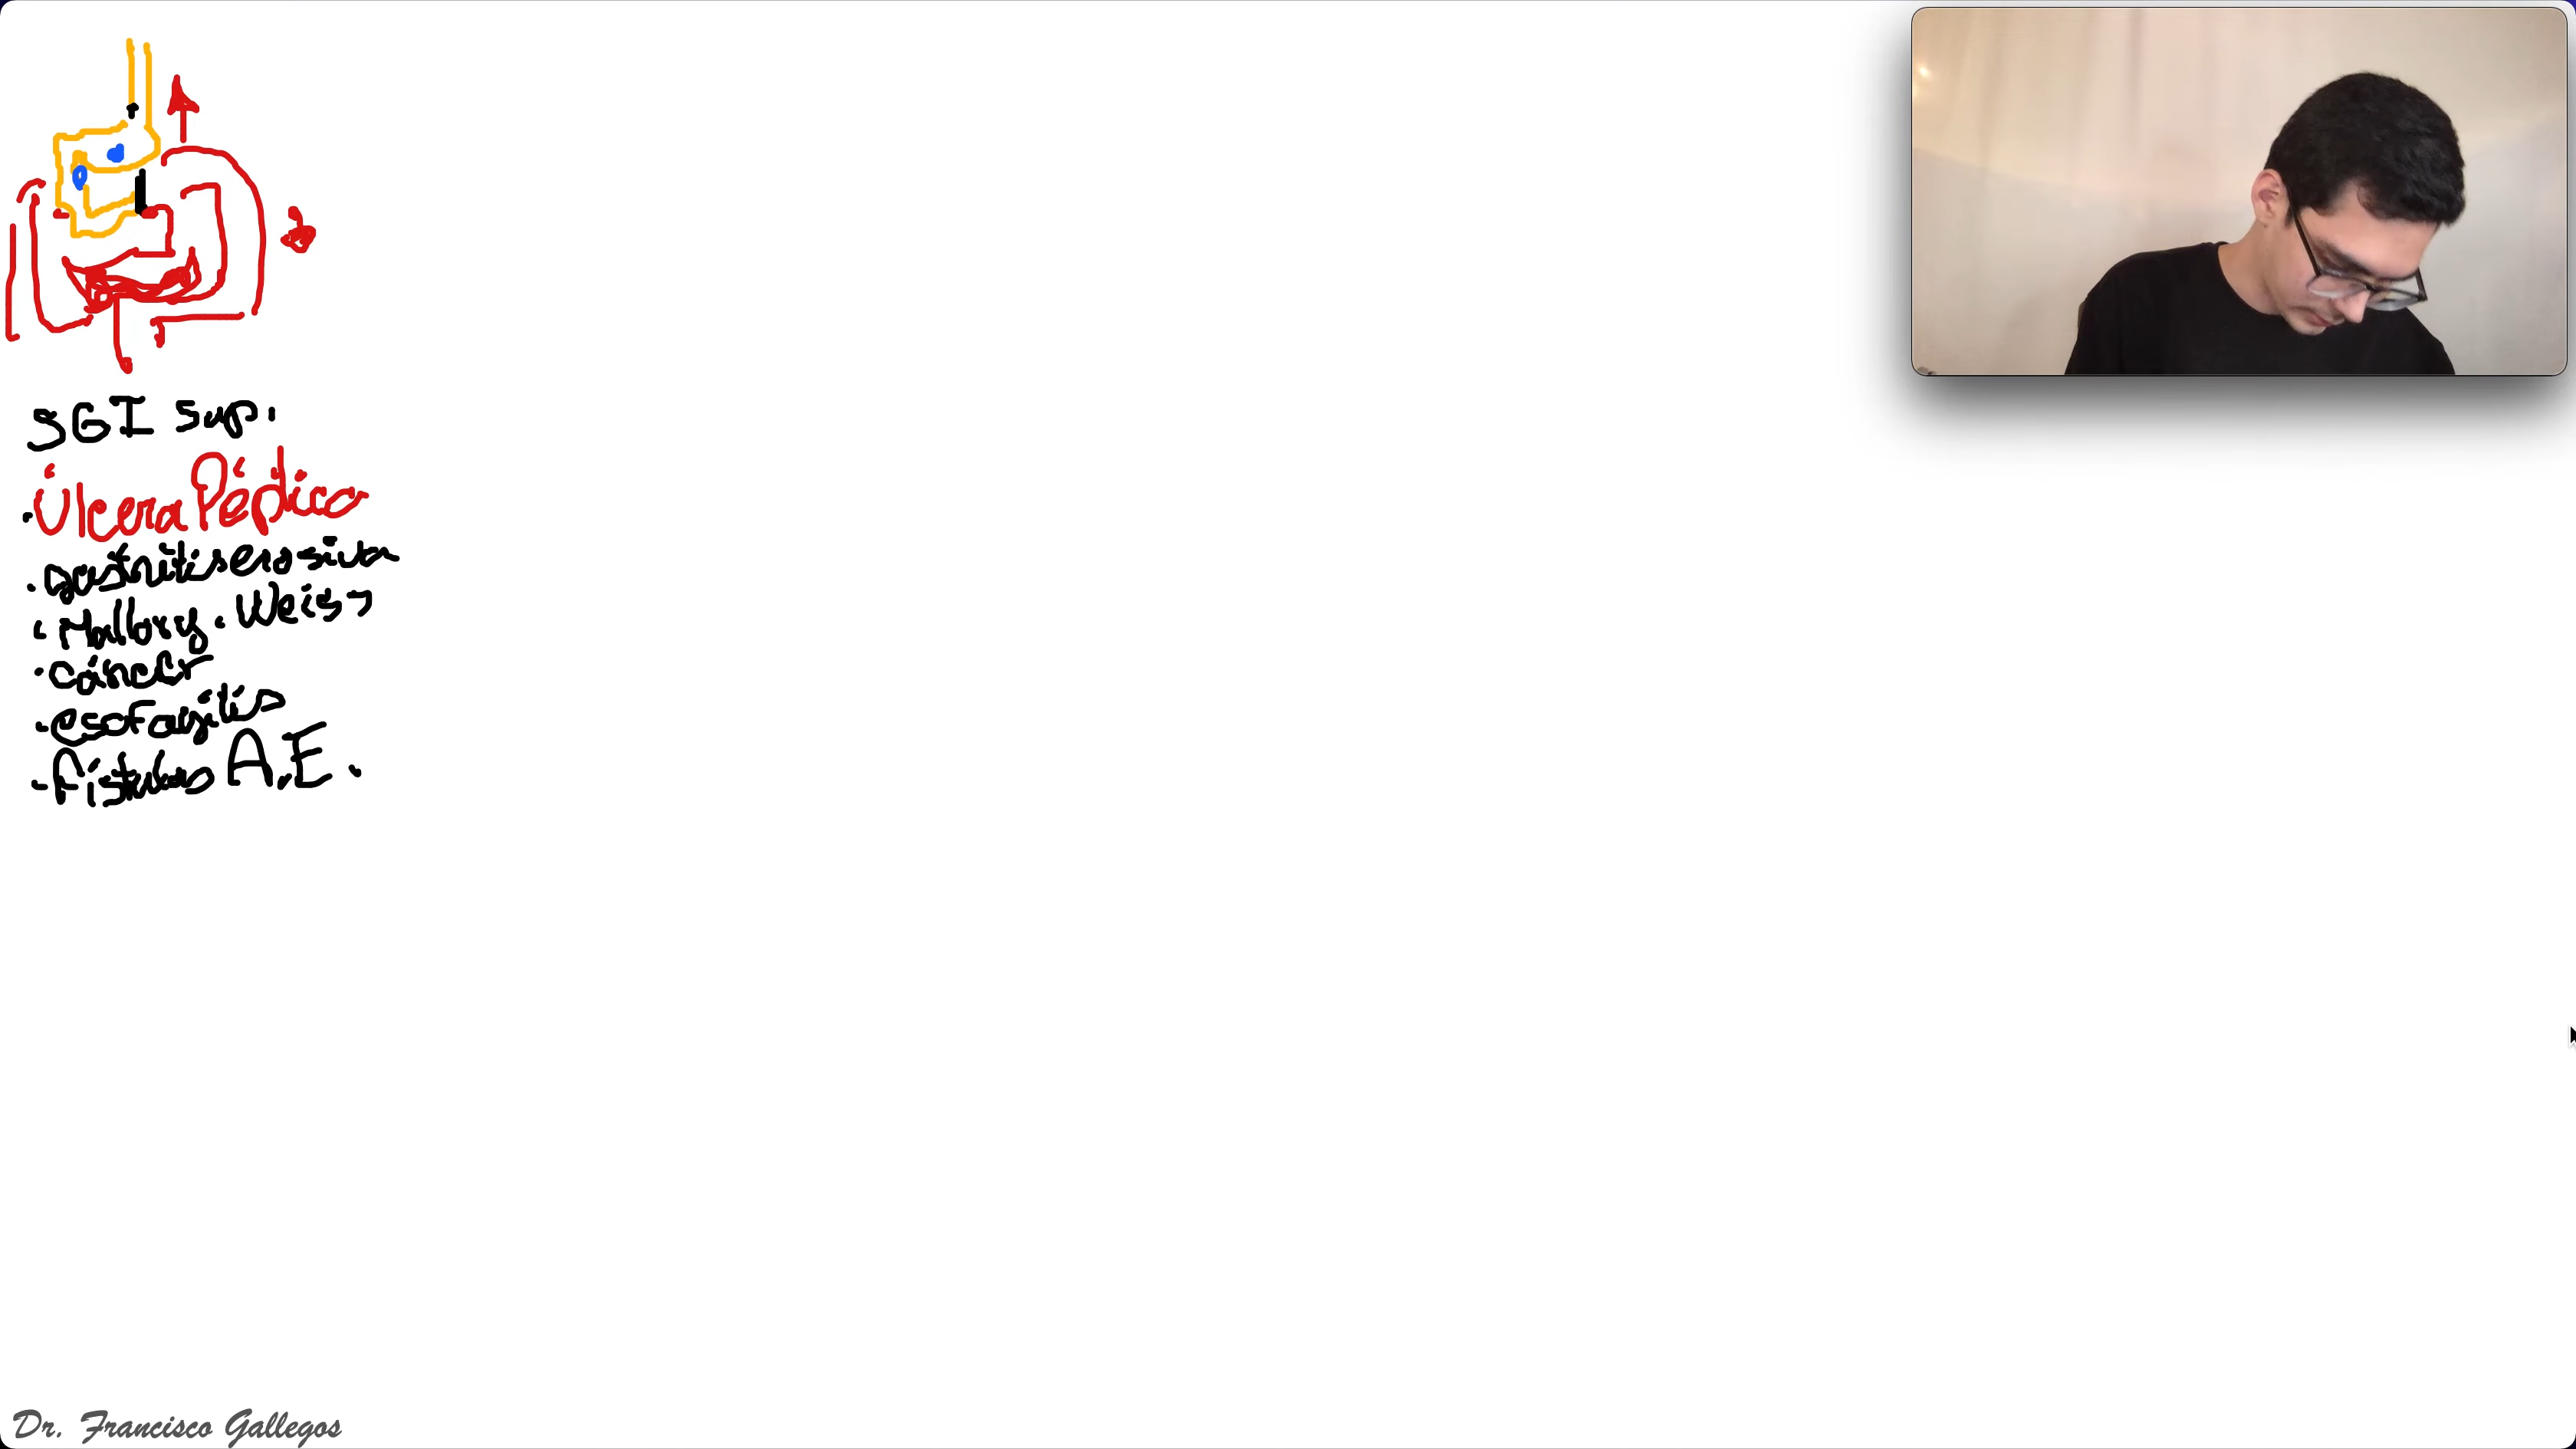 SGI Sup.
· Úlcera Péptica
· gastritis erosiva
· Mallory-Weiss
· cáncer
· esofagitis
- Fístulas A.E.
Dr. Francisco Gallegos